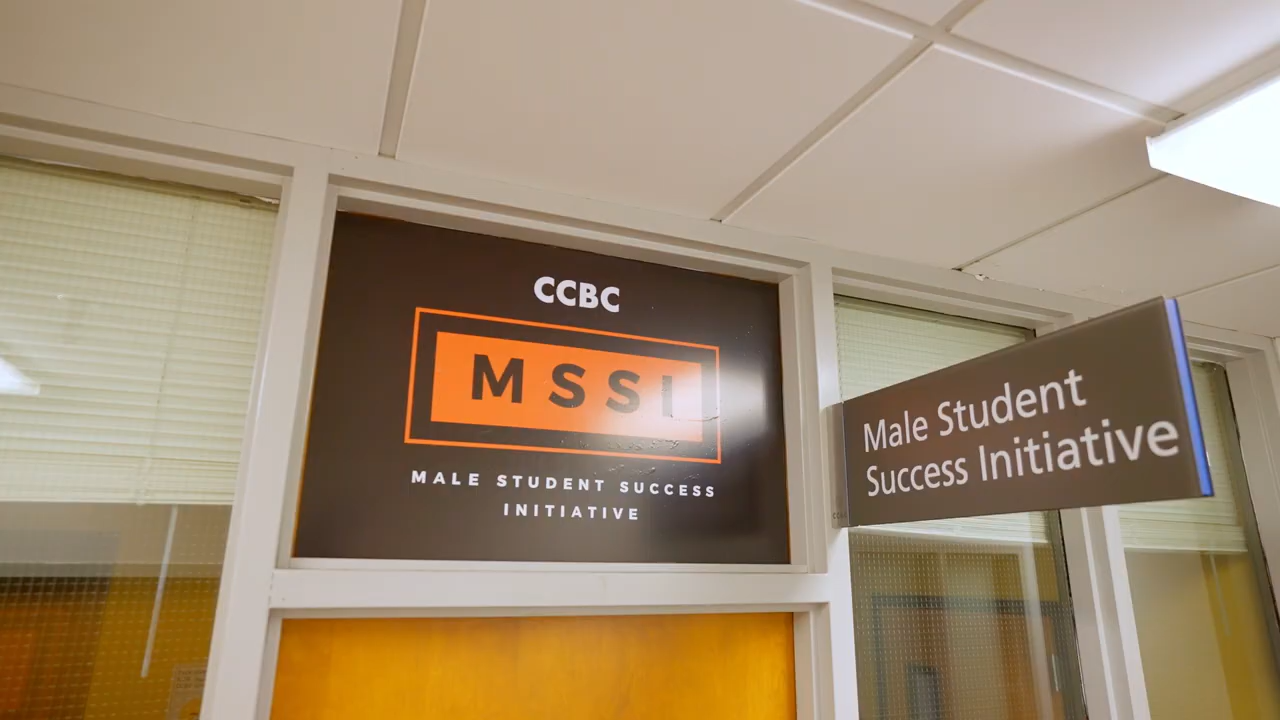 CCBC
MSSI
MALE STUDENT SUCCESS
INITIATIVE
Male Student
Success Initiative